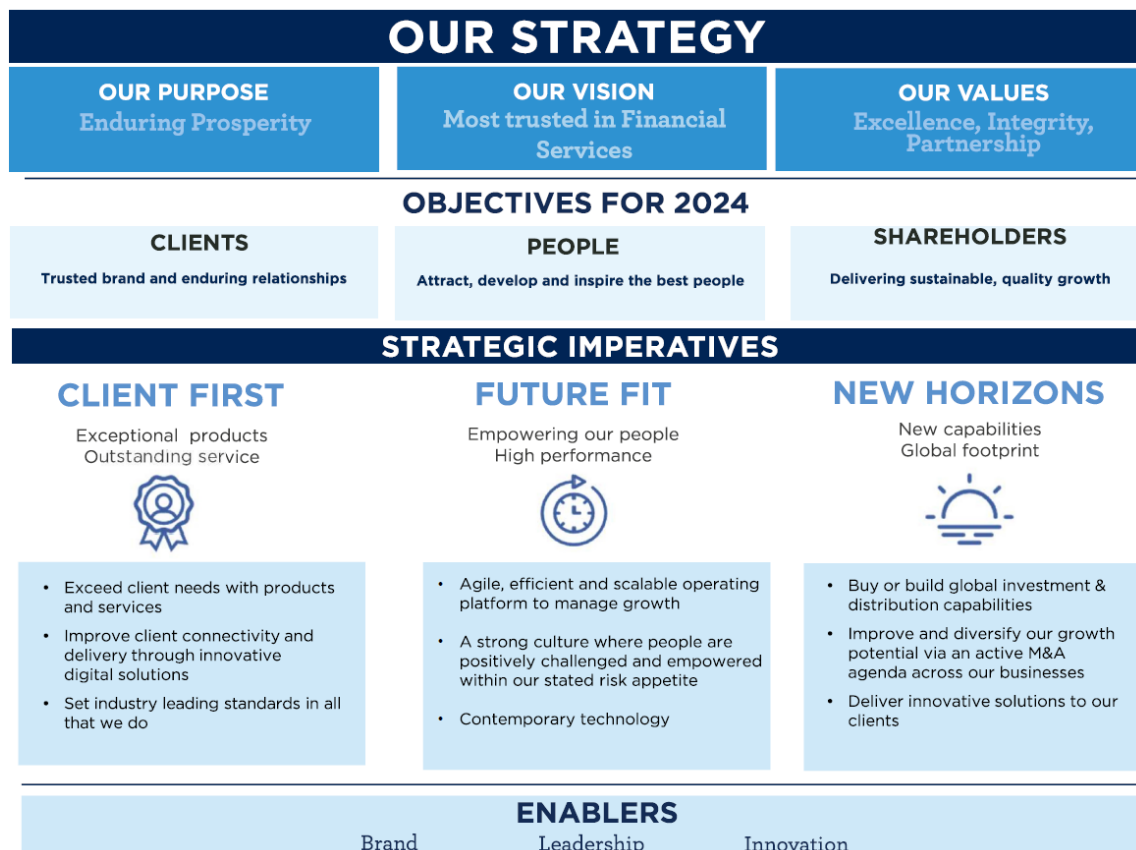 OUR STRATEGY
OUR PURPOSE
Enduring Prosperity
OUR VISION
Most trusted in Financial
Services
OUR VALUES
Excellence, Integrity,
Partnership
OBJECTIVES FOR 2024
CLIENTS
Trusted brand and enduring relationships
PEOPLE
Attract, develop and inspire the best people
SHAREHOLDERS
Delivering sustainable, quality growth
STRATEGIC IMPERATIVES
CLIENT FIRST
Exceptional products
Outstanding service
• Exceed client needs with products
and services
• Improve client connectivity and
delivery through innovative
digital solutions
• Set industry leading standards in all
that we do
FUTURE FIT
Empowering our people
High performance
• Agile, efficient and scalable operating
platform to manage growth
• A strong culture where people are
positively challenged and empowered
within our stated risk appetite
• Contemporary technology
NEW HORIZONS
New capabilities
Global footprint
• Buy or build global investment &
distribution capabilities
• Improve and diversify our growth
potential via an active M&A
agenda across our businesses
• Deliver innovative solutions to our
clients
ENABLERS
Brand Leadership Innovation